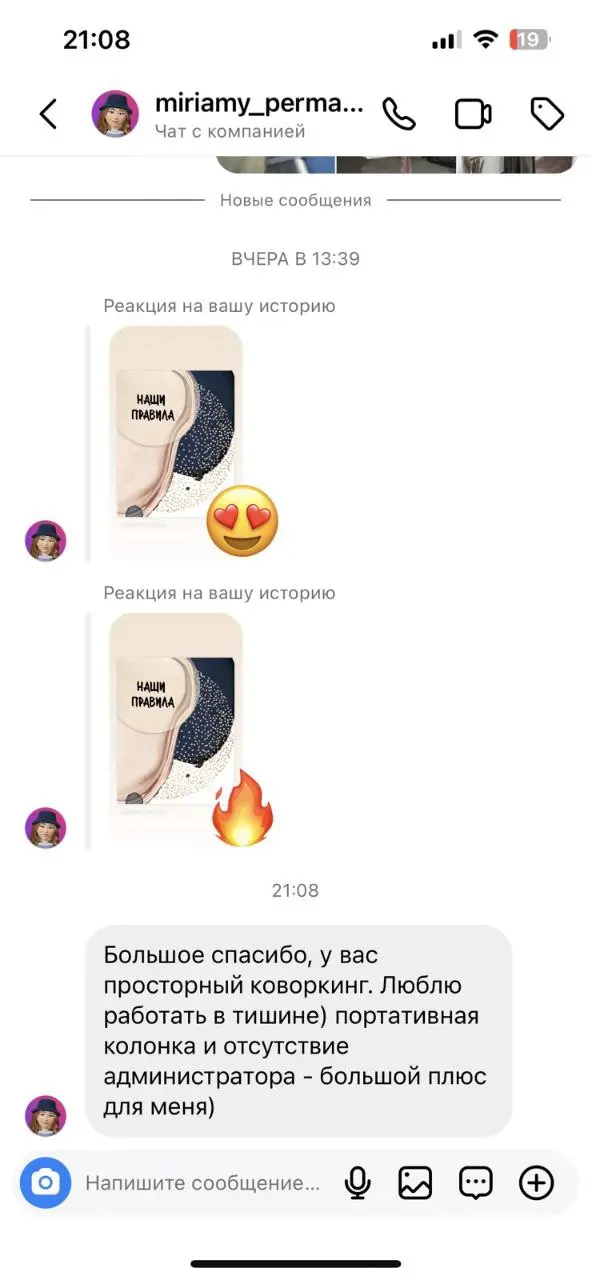 21:08
19
miriamy_perma...
Чат с компанией
Новые сообщения
ВЧЕРА В 13:39
Реакция на вашу историю
НАШИ
ПРАВИЛА
Реакция на вашу историю
НАШИ
ПРАВИЛА
21:08
Большое спасибо, у вас
просторный коворкинг. Люблю
работать в тишине) портативная
колонка и отсутствие
администратора - большой плюс
для меня)
Напишите сообщение...